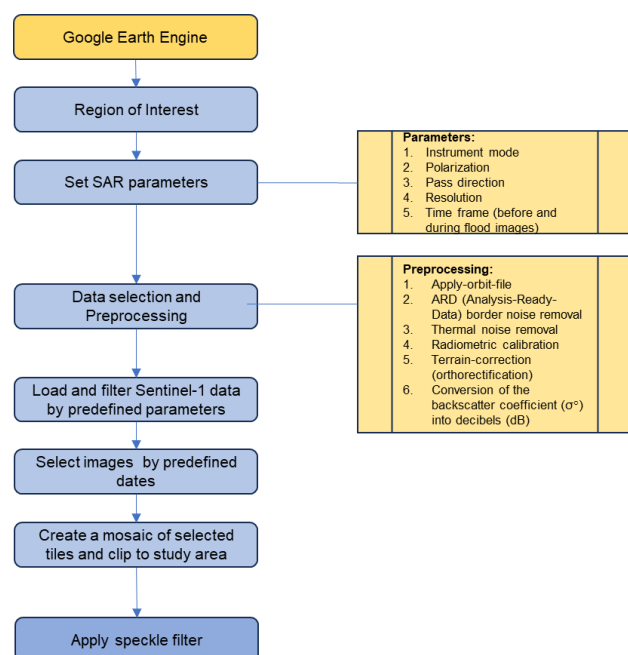 Google Earth Engine
Region of Interest
Set SAR parameters
Parameters:
1. Instrument mode
2. Polarization
3. Pass direction
4. Resolution
5. Time frame (before and
during flood images)
Data selection and
Preprocessing
Preprocessing:
1. Apply-orbit-file
2. ARD (Analysis-Ready-
Data) border noise removal
3. Thermal noise removal
4. Radiometric calibration
5. Terrain-correction
(orthorectification)
6. Conversion of the
backscatter coefficient (σ°)
into decibels (dB)
Load and filter Sentinel-1 data
by predefined parameters
Select images by predefined
dates
Create a mosaic of selected
tiles and clip to study area
Apply speckle filter